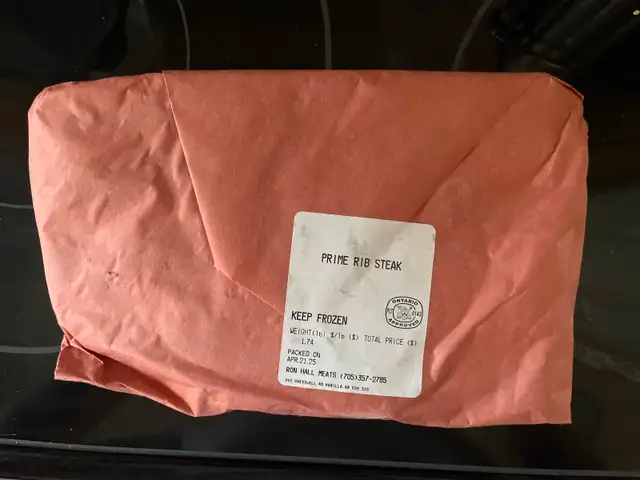 PRIME RIB STEAK
ONTARIO
APPROVED
KEEP FROZEN
WEIGHT(lb) $/lb ($) TOTAL PRICE ($)
1.74
PACKED ON
APR.21.25
RON HALL MEATS (705)357-2785